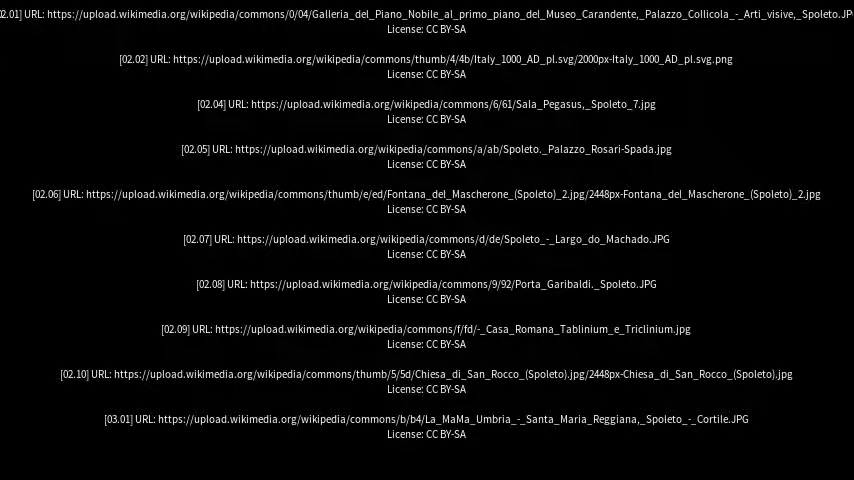 2.01] URL: https://upload.wikimedia.org/wikipedia/commons/0/04/Galleria_del_Piano_Nobile_al_primo_piano_del_Museo_Carandente,_Palazzo_Collicola_-_Arti_visive,_Spoleto.JP
License: CC BY-SA
[02.02] URL: https://upload.wikimedia.org/wikipedia/commons/thumb/4/4b/Italy_1000_AD_pl.svg/2000px-Italy_1000_AD_pl.svg.png
License: CC BY-SA
[02.04] URL: https://upload.wikimedia.org/wikipedia/commons/6/61/Sala_Pegasus,_Spoleto_7.jpg
License: CC BY-SA
[02.05] URL: https://upload.wikimedia.org/wikipedia/commons/a/ab/Spoleto._Palazzo_Rosari-Spada.jpg
License: CC BY-SA
[02.06] URL: https://upload.wikimedia.org/wikipedia/commons/thumb/e/ed/Fontana_del_Mascherone_(Spoleto)_2.jpg/2448px-Fontana_del_Mascherone_(Spoleto)_2.jpg
License: CC BY-SA
[02.07] URL: https://upload.wikimedia.org/wikipedia/commons/d/de/Spoleto_-_Largo_do_Machado.JPG
License: CC BY-SA
[02.08] URL: https://upload.wikimedia.org/wikipedia/commons/9/92/Porta_Garibaldi._Spoleto.JPG
License: CC BY-SA
[02.09] URL: https://upload.wikimedia.org/wikipedia/commons/f/fd/-_Casa_Romana_Tablinium_e_Triclinium.jpg
License: CC BY-SA
[02.10] URL: https://upload.wikimedia.org/wikipedia/commons/thumb/5/5d/Chiesa_di_San_Rocco_(Spoleto).jpg/2448px-Chiesa_di_San_Rocco_(Spoleto).jpg
License: CC BY-SA
[03.01] URL: https://upload.wikimedia.org/wikipedia/commons/b/b4/La_MaMa_Umbria_-_Santa_Maria_Reggiana,_Spoleto_-_Cortile.JPG
License: CC BY-SA